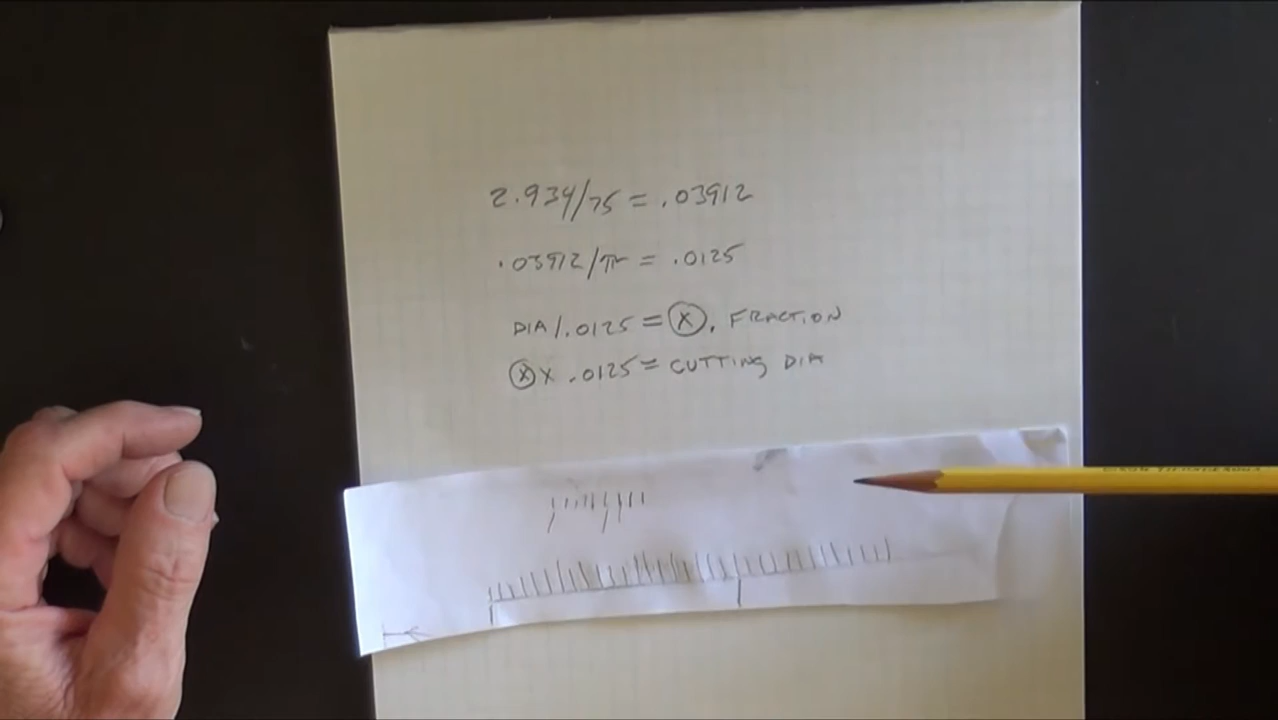 2.934/75 = .03912
.03912/π = .0125
DIA/.0125 = X. FRACTION
X x .0125 = CUTTING DIA